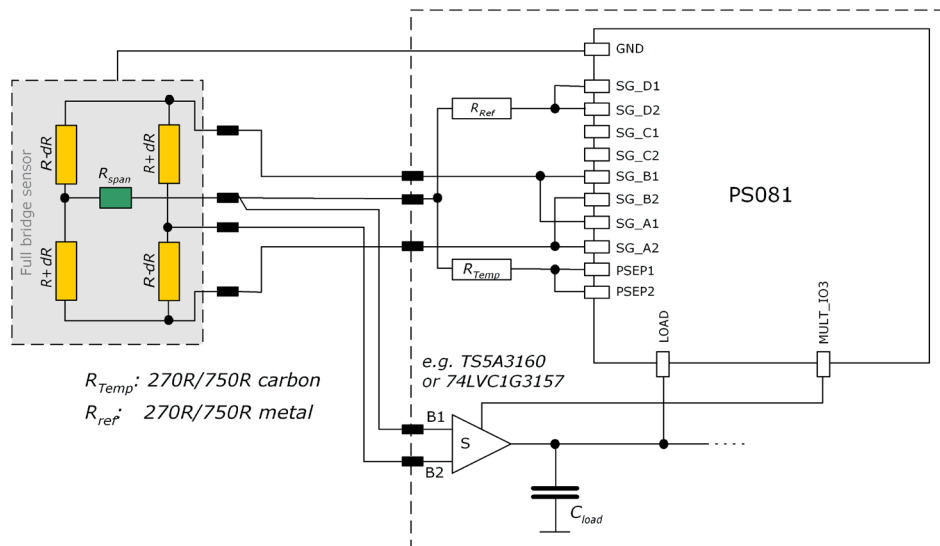 GND
SG_D1
SG_D2
SG_C1
SG_C2
SG_B1
SG_B2
SG_A1
SG_A2
PSEP1
PSEP2
PS081
LOAD
MULT_IO3
R_Ref
R_Temp
Full bridge sensor
R-dR
R+dR
R_span
R+dR
R-dR
R_Temp: 270R/750R carbon
R_ref: 270R/750R metal
e.g. TS5A3160
or 74LVC1G3157
B1
S
B2
C_load